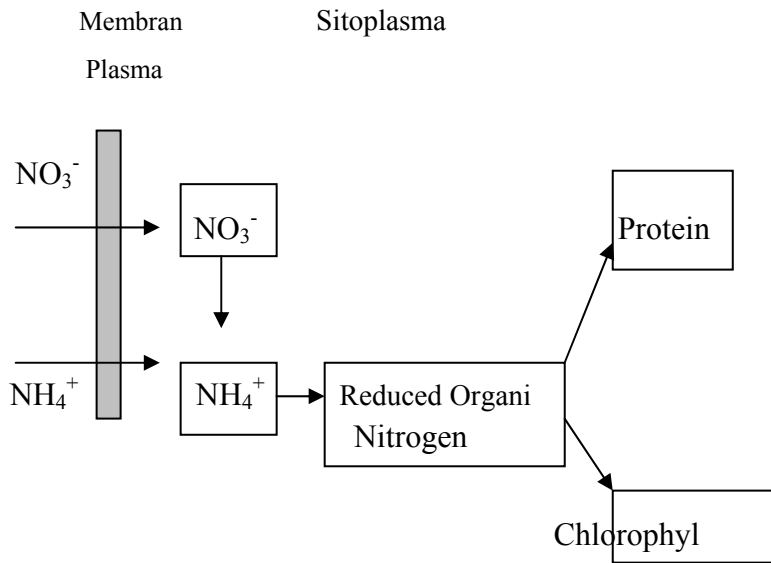 Membran Sitoplasma
Plasma
NO₃⁻
NO₃⁻
Protein
NH₄⁺
NH₄⁺
Reduced Organi
Nitrogen
Chlorophyl